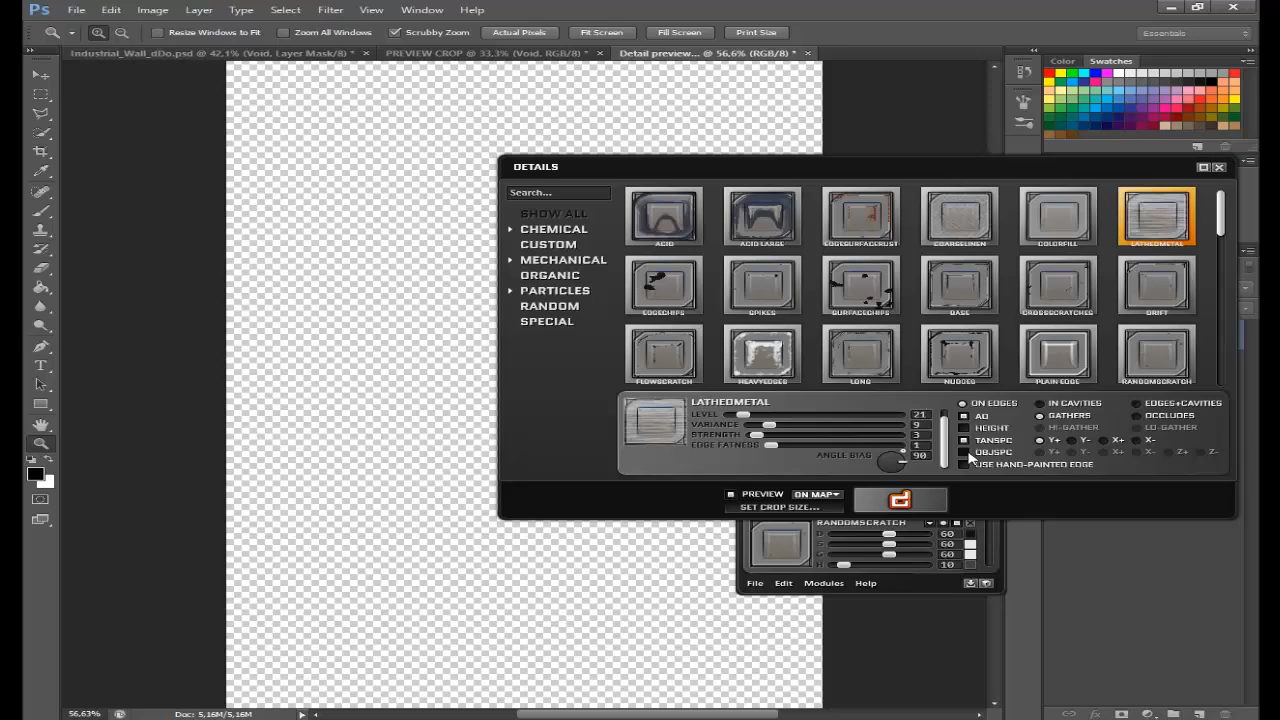 Ps File Edit Image Layer Type Select Filter View Window Help
Resize Windows to Fit Zoom All Windows Scrubby Zoom Actual Pixels Fit Screen Fill Screen Print Size Essentials
Industrial_Wall_dDo.psd @ 42,1% (Void, Layer Mask/8) * × PREVIEW CROP @ 33,3% (Void, RGB/8) * × Detail preview... @ 56,6% (RGB/8) * ×
Color Swatches
DETAILS
Search...
SHOW ALL
CHEMICAL
CUSTOM
MECHANICAL
ORGANIC
PARTICLES
RANDOM
SPECIAL
ACID ACID LARGE EDGESURFACERUST COARSELINEN COLORFILL LATHEDMETAL
EDGECHIPS SPIKES SURFACECHIPS BASE CROSSSCRATCHES DRIFT
FLOWSCRATCH HEAVYEDGES LONG NUDGES PLAIN EDGE RANDOMSCRATCH
LATHEDMETAL
LEVEL 21
VARIANCE 9
STRENGTH 3
EDGE FATNESS 1
ANGLE BIAS 90
ON EDGES IN CAVITIES EDGES+CAVITIES
AO GATHERS OCCLUDES
HEIGHT HI-GATHER LO-GATHER
TANSPC Y+ Y- X+ X-
OBJSPC Y+ Y- X+ X- Z+ Z-
USE HAND-PAINTED EDGE
PREVIEW ON MAP
SET CROP SIZE...
d
RANDOMSCRATCH
D 60
S 60
G 60
H 10
File Edit Modules Help
56,63% Doc: 5,16M/5,16M